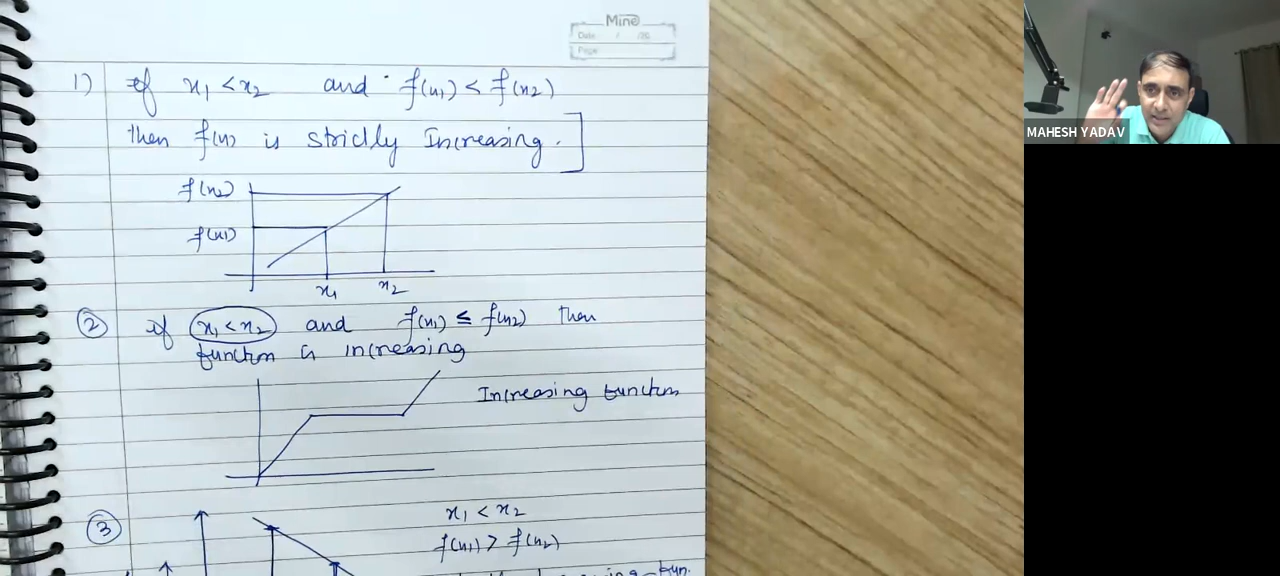 Mine
Date / /20
Page
1) if x₁ < x₂ and f(x₁) < f(x₂)
then f(x) is strictly Increasing.
f(x₂)
f(x₁)
x₁ x₂
② if x₁ < x₂ and f(x₁) ≤ f(x₂) then
function is increasing
Increasing function
③ x₁ < x₂
f(x₁) > f(x₂)
fun.
MAHESH YADAV